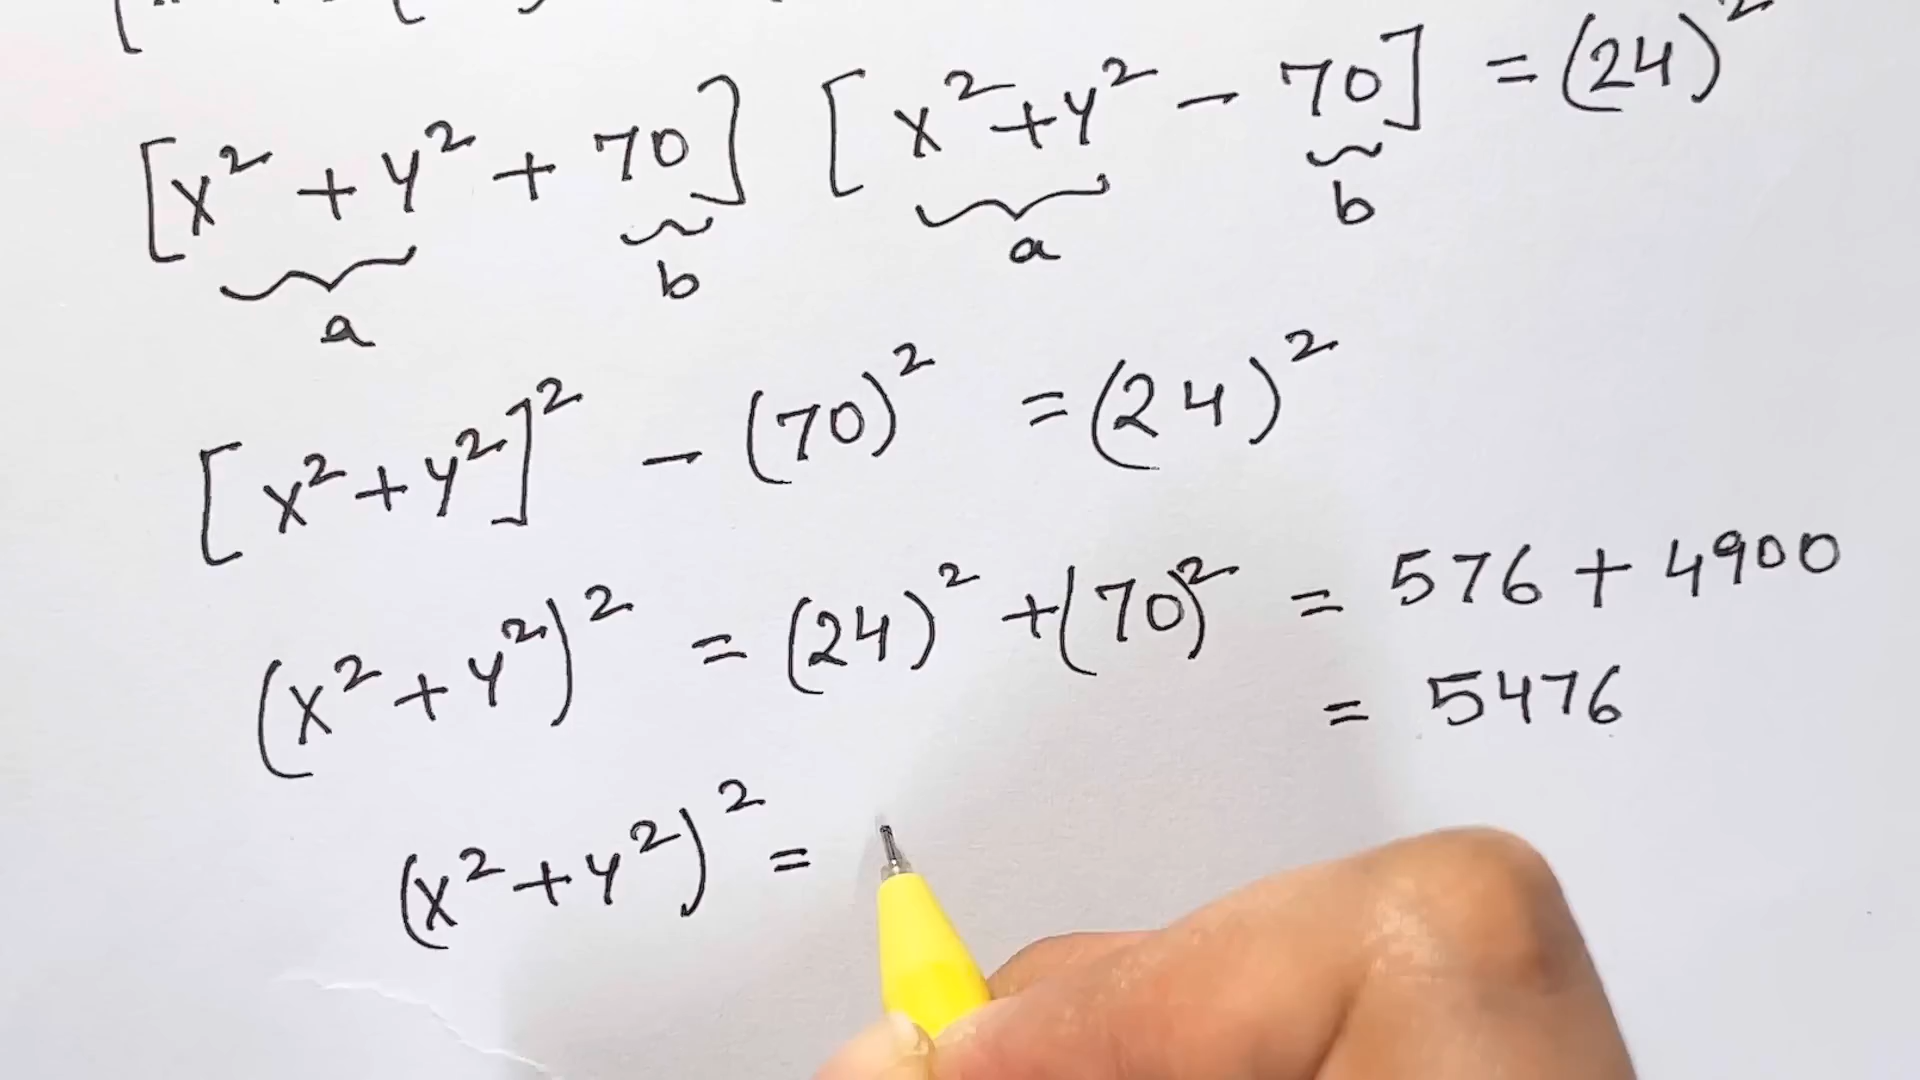 [x² + y² + 70] [x² + y² - 70] = (24)²
a b a b
[x² + y²]² - (70)² = (24)²
(x² + y²)² = (24)² + (70)² = 576 + 4900
= 5476
(x² + y²)² =